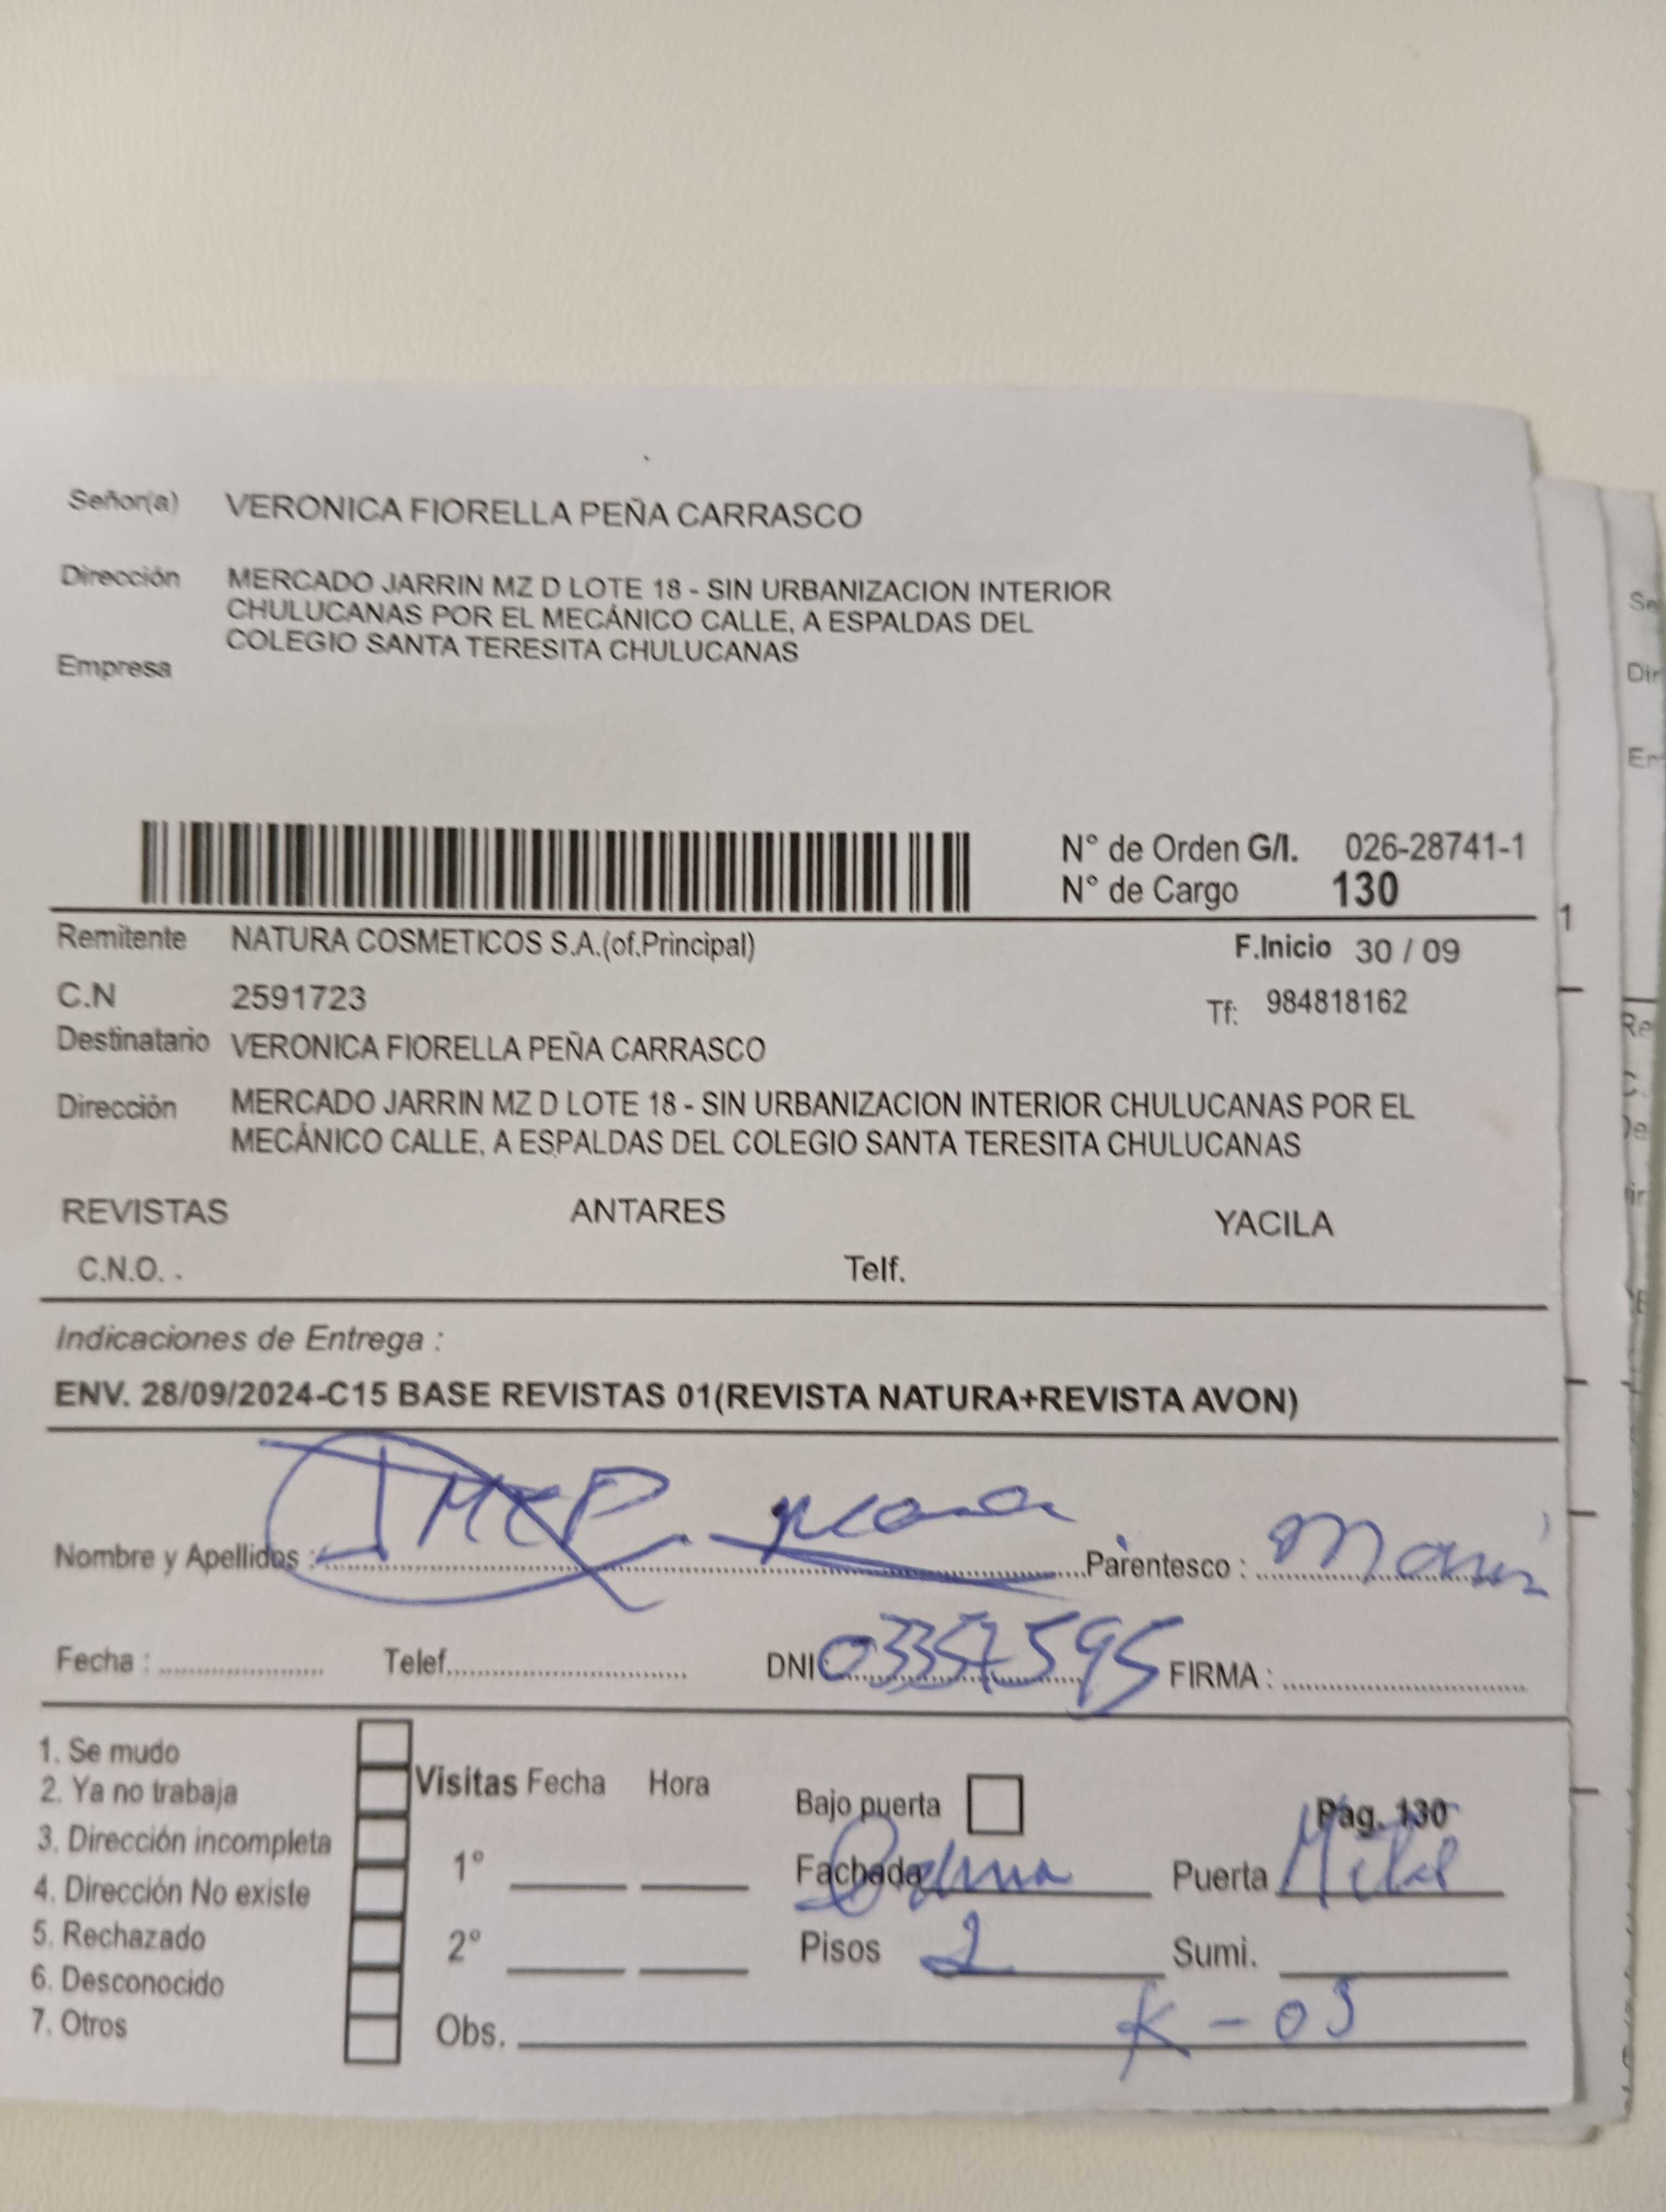 Señor(a) VERONICA FIORELLA PEÑA CARRASCO
Dirección MERCADO JARRIN MZ D LOTE 18 - SIN URBANIZACION INTERIOR
CHULUCANAS POR EL MECÁNICO CALLE, A ESPALDAS DEL
COLEGIO SANTA TERESITA CHULUCANAS
Empresa
N° de Orden G/I. 026-28741-1
N° de Cargo 130
Remitente NATURA COSMETICOS S.A.(of.Principal) F.Inicio 30 / 09
C.N 2591723 Tf: 984818162
Destinatario VERONICA FIORELLA PEÑA CARRASCO
Dirección MERCADO JARRIN MZ D LOTE 18 - SIN URBANIZACION INTERIOR CHULUCANAS POR EL
MECÁNICO CALLE, A ESPALDAS DEL COLEGIO SANTA TERESITA CHULUCANAS
REVISTAS ANTARES YACILA
C.N.O. . Telf.
Indicaciones de Entrega :
ENV. 28/09/2024-C15 BASE REVISTAS 01(REVISTA NATURA+REVISTA AVON)
Nombre y Apellidos : Parentesco :
Fecha : Telef. DNI 03357595 FIRMA :
1. Se mudo
2. Ya no trabaja
3. Dirección incompleta
4. Dirección No existe
5. Rechazado
6. Desconocido
7. Otros
Visitas Fecha Hora
1°
2°
Obs. K - 03
Bajo puerta Pag. 130
Fachada Puerta
Pisos 2 Sumi.